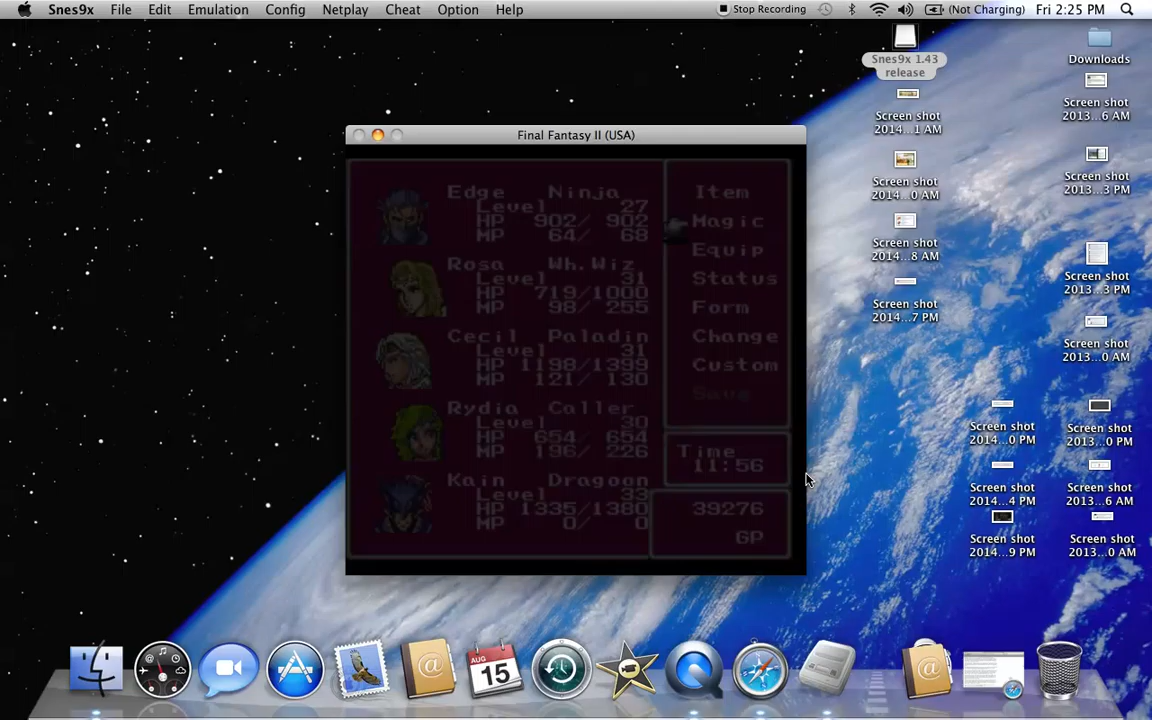 Snes9x File Edit Emulation Config Netplay Cheat Option Help Stop Recording (Not Charging) Fri 2:25 PM
Snes9x 1.43
release
Downloads
Screen shot
2014...1 AM
Screen shot
2013...6 AM
Screen shot
2014...0 AM
Screen shot
2013...3 PM
Screen shot
2014...8 AM
Screen shot
2013...3 PM
Screen shot
2014...7 PM
Screen shot
2013...0 AM
Screen shot
2014...0 PM
Screen shot
2013...0 PM
Screen shot
2014...4 PM
Screen shot
2013...6 AM
Screen shot
2014...9 PM
Screen shot
2013...0 AM
Final Fantasy II (USA)
Edge Ninja
Level 27
HP 902/ 902
MP 64/ 68
Rosa Wh.Wiz
Level 31
HP 719/1000
MP 98/ 255
Cecil Paladin
Level 31
HP 1198/1399
MP 121/ 130
Rydia Caller
Level 30
HP 654/ 654
MP 196/ 226
Kain Dragoon
Level 33
HP 1335/1380
MP 0/ 0
Item
Magic
Equip
Status
Form
Change
Custom
Save
Time
11:56
39276
GP
AUG
15